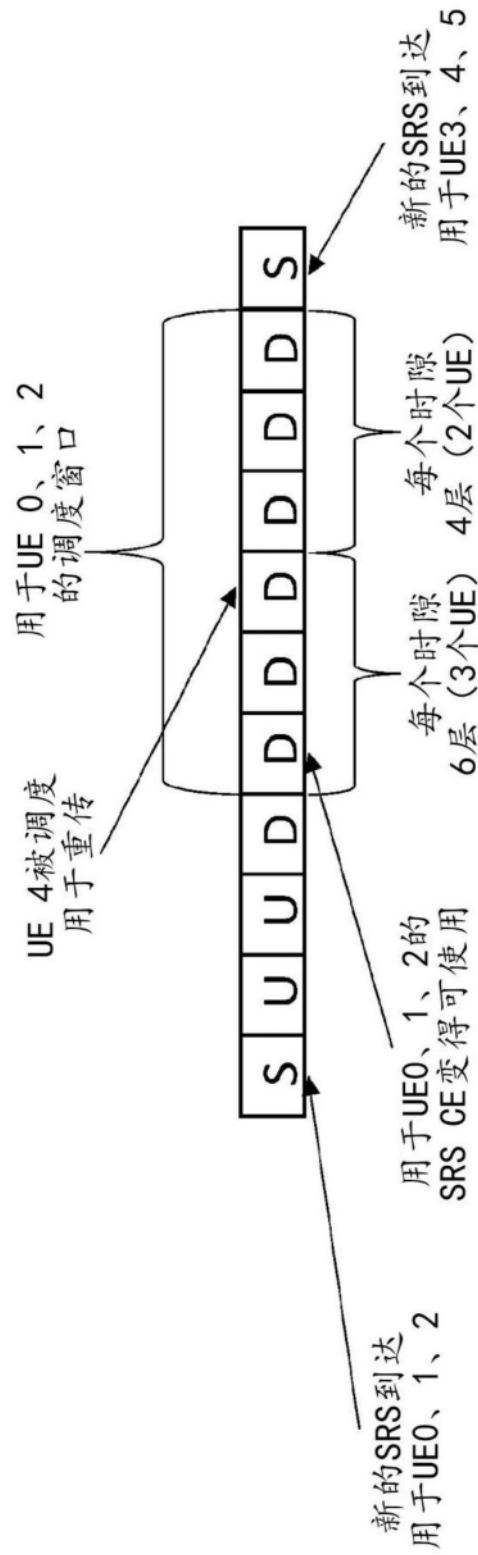 用于UE 0、1、2
的调度窗口
UE 4被调度
用于重传
S U U D D D D D D D S
新的SRS到达
用于UE0、1、2
用于UE0、1、2的
SRS CE变得可使用
每个时隙
6层（3个UE）
每个时隙
4层（2个UE）
新的SRS到达
用于UE3、4、5